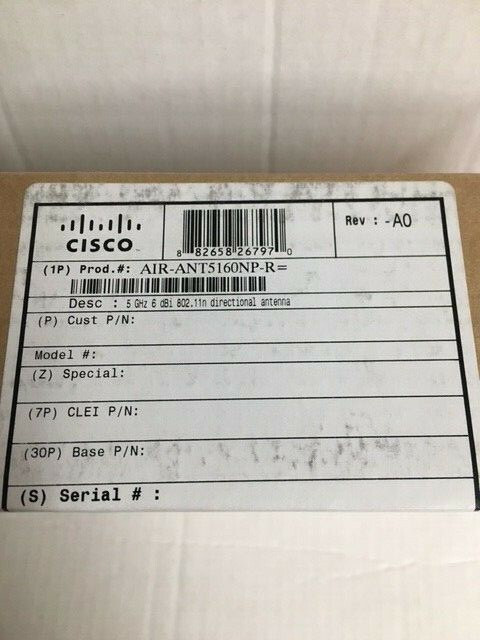 CISCO
8 82658 26797 0
Rev : -A0
(1P) Prod.#: AIR-ANT5160NP-R=
Desc : 5 GHz 6 dBi 802.11n directional antenna
(P) Cust P/N:
Model #:
(Z) Special:
(7P) CLEI P/N:
(30P) Base P/N:
(S) Serial # :